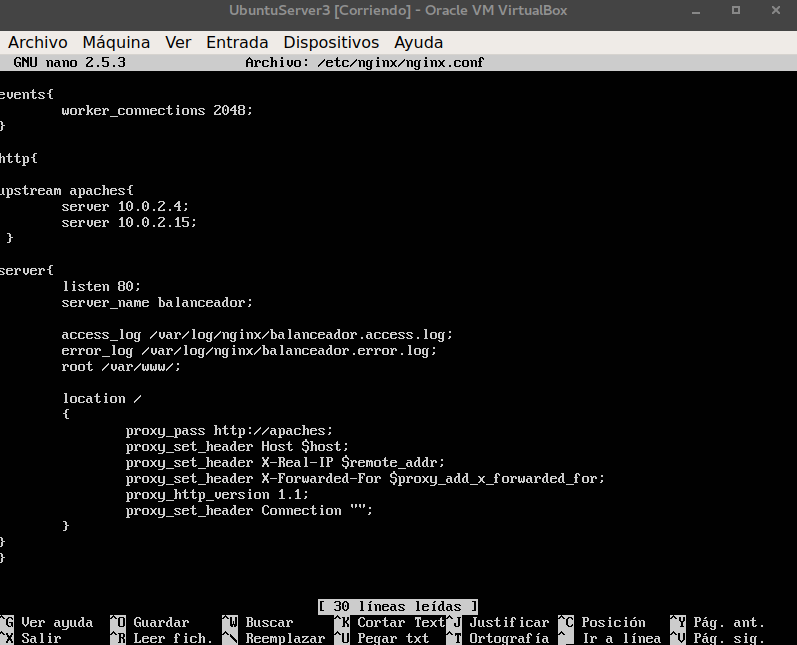 UbuntuServer3 [Corriendo] - Oracle VM VirtualBox
Archivo Máquina Ver Entrada Dispositivos Ayuda
GNU nano 2.5.3 Archivo: /etc/nginx/nginx.conf
events{
worker_connections 2048;
}
http{
upstream apaches{
server 10.0.2.4;
server 10.0.2.15;
}
server{
listen 80;
server_name balanceador;
access_log /var/log/nginx/balanceador.access.log;
error_log /var/log/nginx/balanceador.error.log;
root /var/www/;
location /
{
proxy_pass http://apaches;
proxy_set_header Host $host;
proxy_set_header X-Real-IP $remote_addr;
proxy_set_header X-Forwarded-For $proxy_add_x_forwarded_for;
proxy_http_version 1.1;
proxy_set_header Connection "";
}
}
}
[ 30 líneas leídas ]
^G Ver ayuda ^O Guardar ^W Buscar ^K Cortar Text^J Justificar ^C Posición ^Y Pág. ant.
^X Salir ^R Leer fich. ^\ Reemplazar ^U Pegar txt ^T Ortografía ^_ Ir a línea ^V Pág. sig.